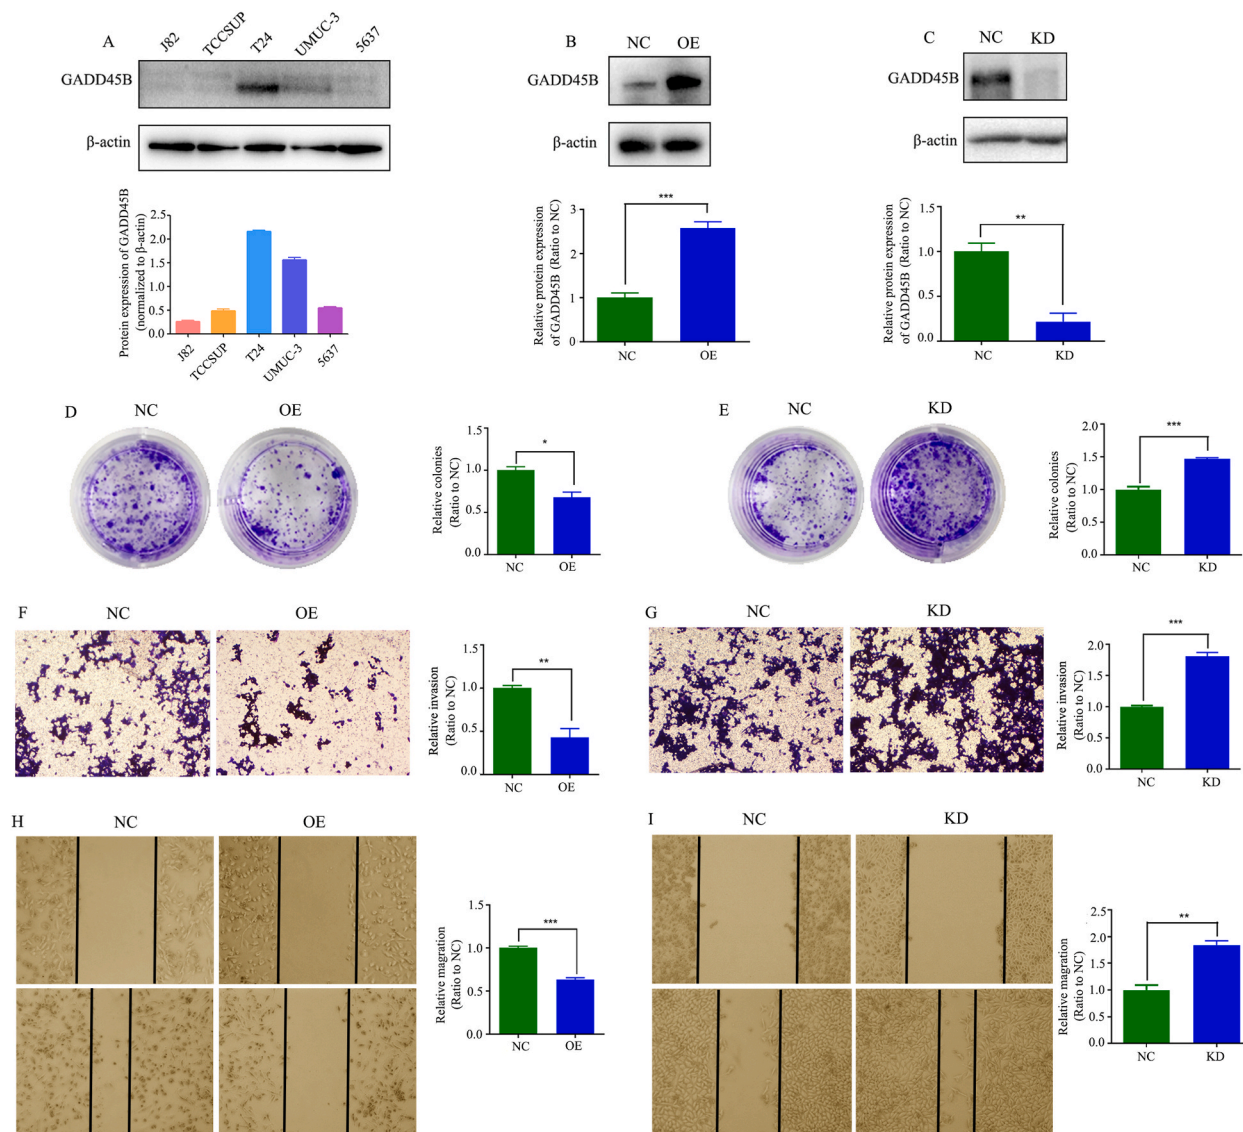 A
J82
TCCSUP
T24
UMUC-3
5637
GADD45B
β-actin
Protein expression of GADD45B
(normalized to β-actin)
2.5
2.0
1.5
1.0
0.5
0.0
J82
TCCSUP
T24
UMUC-3
5637
B
NC OE
GADD45B
β-actin
Relative protein expression
of GADD45B (Ratio to NC)
3
2
1
0
***
NC
OE
C
NC KD
GADD45B
β-actin
Relative protein expression
of GADD45B (Ratio to NC)
1.5
1.0
0.5
0.0
**
NC
KD
D
NC
OE
Relative colonies
(Ratio to NC)
1.5
1.0
0.5
0.0
*
NC
OE
E
NC
KD
Relative colonies
(Ratio to NC)
2.0
1.5
1.0
0.5
0.0
***
NC
KD
F
NC
OE
Relative invasion
(Ratio to NC)
1.5
1.0
0.5
0.0
**
NC
OE
G
NC
KD
Relative invasion
(Ratio to NC)
2.0
1.5
1.0
0.5
0.0
***
NC
KD
H
NC
OE
Relative magration
(Ratio to NC)
1.5
1.0
0.5
0.0
***
NC
OE
I
NC
KD
Relative magration
(Ratio to NC)
2.5
2.0
1.5
1.0
0.5
0.0
**
NC
KD